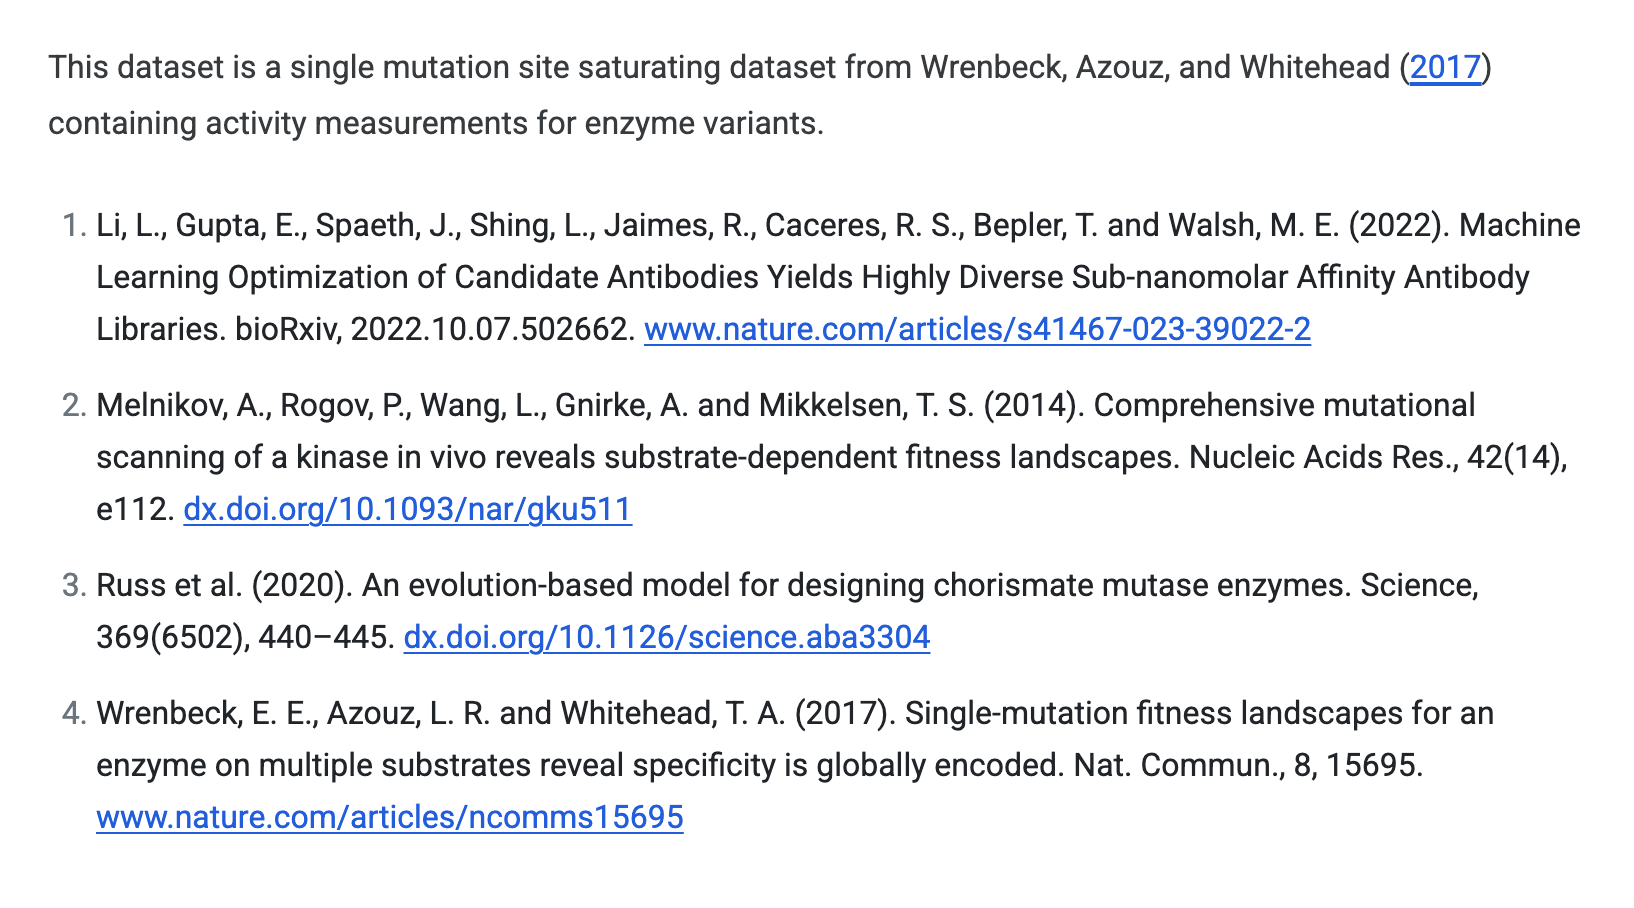 This dataset is a single mutation site saturating dataset from Wrenbeck, Azouz, and Whitehead (2017)
containing activity measurements for enzyme variants.
1. Li, L., Gupta, E., Spaeth, J., Shing, L., Jaimes, R., Caceres, R. S., Bepler, T. and Walsh, M. E. (2022). Machine
Learning Optimization of Candidate Antibodies Yields Highly Diverse Sub-nanomolar Affinity Antibody
Libraries. bioRxiv, 2022.10.07.502662. www.nature.com/articles/s41467-023-39022-2
2. Melnikov, A., Rogov, P., Wang, L., Gnirke, A. and Mikkelsen, T. S. (2014). Comprehensive mutational
scanning of a kinase in vivo reveals substrate-dependent fitness landscapes. Nucleic Acids Res., 42(14),
e112. dx.doi.org/10.1093/nar/gku511
3. Russ et al. (2020). An evolution-based model for designing chorismate mutase enzymes. Science,
369(6502), 440–445. dx.doi.org/10.1126/science.aba3304
4. Wrenbeck, E. E., Azouz, L. R. and Whitehead, T. A. (2017). Single-mutation fitness landscapes for an
enzyme on multiple substrates reveal specificity is globally encoded. Nat. Commun., 8, 15695.
www.nature.com/articles/ncomms15695